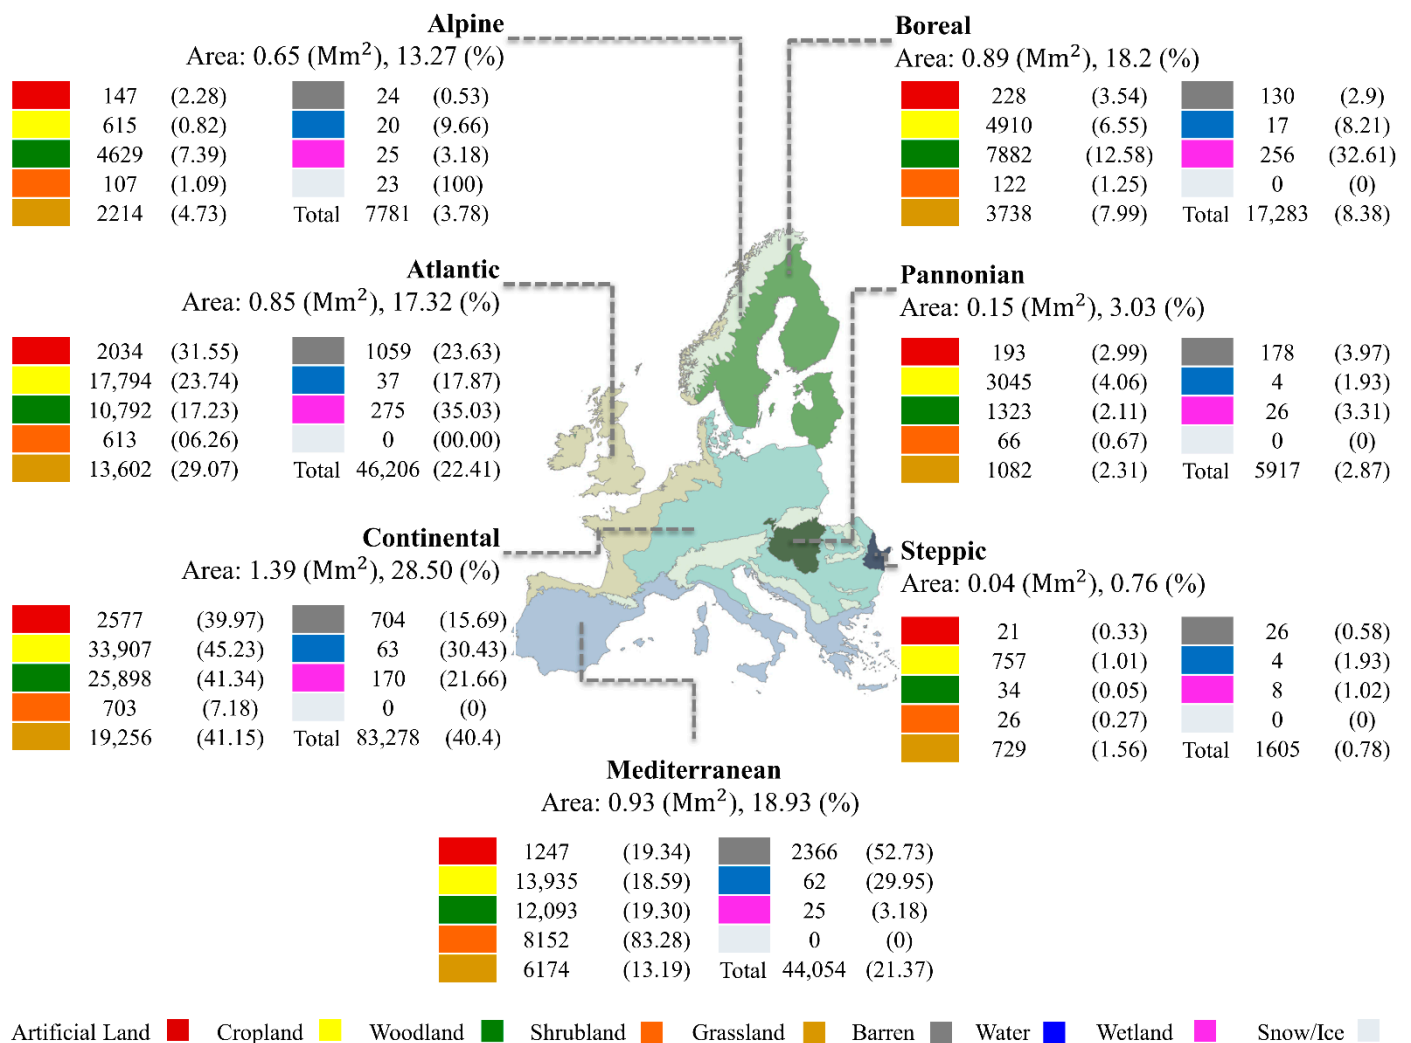 Alpine
Area: 0.65 (Mm²), 13.27 (%)
147 (2.28) 24 (0.53)
615 (0.82) 20 (9.66)
4629 (7.39) 25 (3.18)
107 (1.09) 23 (100)
2214 (4.73) Total 7781 (3.78)
Boreal
Area: 0.89 (Mm²), 18.2 (%)
228 (3.54) 130 (2.9)
4910 (6.55) 17 (8.21)
7882 (12.58) 256 (32.61)
122 (1.25) 0 (0)
3738 (7.99) Total 17,283 (8.38)
Atlantic
Area: 0.85 (Mm²), 17.32 (%)
2034 (31.55) 1059 (23.63)
17,794 (23.74) 37 (17.87)
10,792 (17.23) 275 (35.03)
613 (06.26) 0 (00.00)
13,602 (29.07) Total 46,206 (22.41)
Pannonian
Area: 0.15 (Mm²), 3.03 (%)
193 (2.99) 178 (3.97)
3045 (4.06) 4 (1.93)
1323 (2.11) 26 (3.31)
66 (0.67) 0 (0)
1082 (2.31) Total 5917 (2.87)
Continental
Area: 1.39 (Mm²), 28.50 (%)
2577 (39.97) 704 (15.69)
33,907 (45.23) 63 (30.43)
25,898 (41.34) 170 (21.66)
703 (7.18) 0 (0)
19,256 (41.15) Total 83,278 (40.4)
Steppic
Area: 0.04 (Mm²), 0.76 (%)
21 (0.33) 26 (0.58)
757 (1.01) 4 (1.93)
34 (0.05) 8 (1.02)
26 (0.27) 0 (0)
729 (1.56) Total 1605 (0.78)
Mediterranean
Area: 0.93 (Mm²), 18.93 (%)
1247 (19.34) 2366 (52.73)
13,935 (18.59) 62 (29.95)
12,093 (19.30) 25 (3.18)
8152 (83.28) 0 (0)
6174 (13.19) Total 44,054 (21.37)
Artificial Land Cropland Woodland Shrubland Grassland Barren Water Wetland Snow/Ice